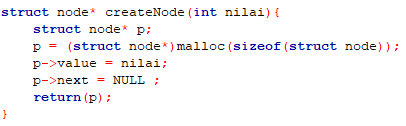 struct node* createNode(int nilai){
    struct node* p;
    p = (struct node*)malloc(sizeof(struct node));
    p->value = nilai;
    p->next = NULL ;
    return(p);
}